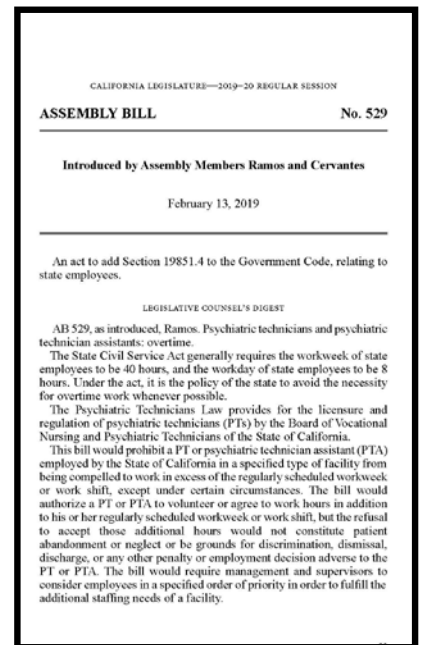 CALIFORNIA LEGISLATURE—2019–20 REGULAR SESSION
ASSEMBLY BILL No. 529
Introduced by Assembly Members Ramos and Cervantes
February 13, 2019
An act to add Section 19851.4 to the Government Code, relating to
state employees.
LEGISLATIVE COUNSEL'S DIGEST
AB 529, as introduced, Ramos. Psychiatric technicians and psychiatric
technician assistants: overtime.
The State Civil Service Act generally requires the workweek of state
employees to be 40 hours, and the workday of state employees to be 8
hours. Under the act, it is the policy of the state to avoid the necessity
for overtime work whenever possible.
The Psychiatric Technicians Law provides for the licensure and
regulation of psychiatric technicians (PTs) by the Board of Vocational
Nursing and Psychiatric Technicians of the State of California.
This bill would prohibit a PT or psychiatric technician assistant (PTA)
employed by the State of California in a specified type of facility from
being compelled to work in excess of the regularly scheduled workweek
or work shift, except under certain circumstances. The bill would
authorize a PT or PTA to volunteer or agree to work hours in addition
to his or her regularly scheduled workweek or work shift, but the refusal
to accept those additional hours would not constitute patient
abandonment or neglect or be grounds for discrimination, dismissal,
discharge, or any other penalty or employment decision adverse to the
PT or PTA. The bill would require management and supervisors to
consider employees in a specified order of priority in order to fulfill the
additional staffing needs of a facility.